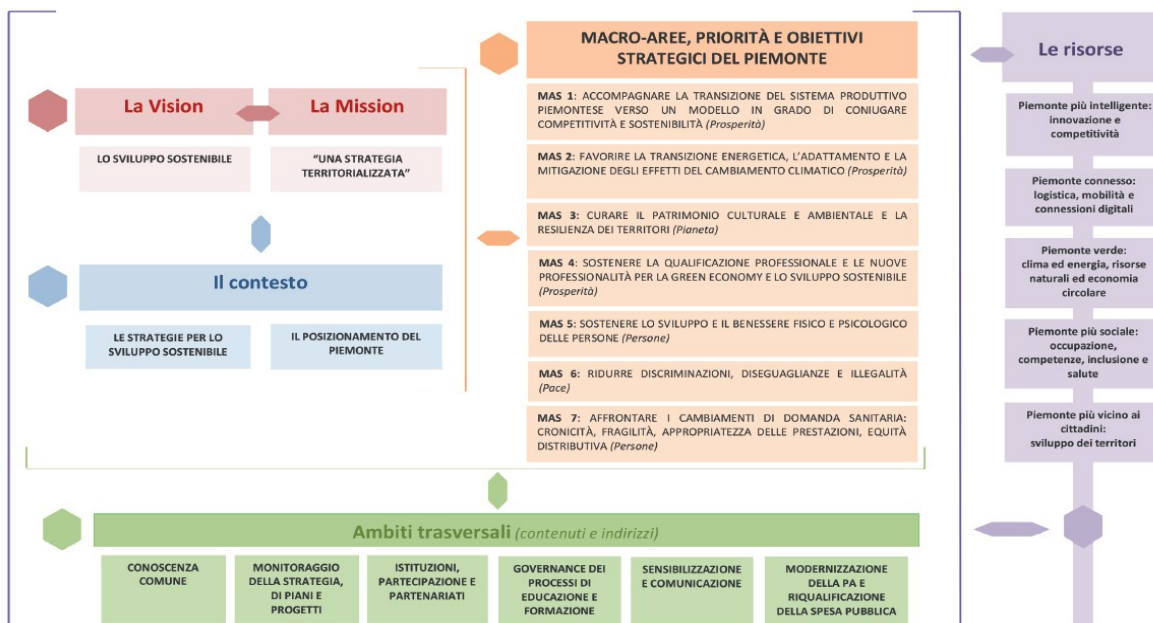 La Vision
La Mission
LO SVILUPPO SOSTENIBILE
“UNA STRATEGIA
TERRITORIALIZZATA”
Il contesto
LE STRATEGIE PER LO
SVILUPPO SOSTENIBILE
IL POSIZIONAMENTO DEL
PIEMONTE
MACRO-AREE, PRIORITÀ E OBIETTIVI
STRATEGICI DEL PIEMONTE
MAS 1: ACCOMPAGNARE LA TRANSIZIONE DEL SISTEMA PRODUTTIVO
PIEMONTESE VERSO UN MODELLO IN GRADO DI CONIUGARE
COMPETITIVITÀ E SOSTENIBILITÀ (Prosperità)
MAS 2: FAVORIRE LA TRANSIZIONE ENERGETICA, L’ADATTAMENTO E LA
MITIGAZIONE DEGLI EFFETTI DEL CAMBIAMENTO CLIMATICO (Prosperità)
MAS 3: CURARE IL PATRIMONIO CULTURALE E AMBIENTALE E LA
RESILIENZA DEI TERRITORI (Pianeta)
MAS 4: SOSTENERE LA QUALIFICAZIONE PROFESSIONALE E LE NUOVE
PROFESSIONALITÀ PER LA GREEN ECONOMY E LO SVILUPPO SOSTENIBILE
(Prosperità)
MAS 5: SOSTENERE LO SVILUPPO E IL BENESSERE FISICO E PSICOLOGICO
DELLE PERSONE (Persone)
MAS 6: RIDURRE DISCRIMINAZIONI, DISEGUAGLIANZE E ILLEGALITÀ
(Pace)
MAS 7: AFFRONTARE I CAMBIAMENTI DI DOMANDA SANITARIA:
CRONICITÀ, FRAGILITÀ, APPROPRIATEZZA DELLE PRESTAZIONI, EQUITÀ
DISTRIBUTIVA (Persone)
Le risorse
Piemonte più intelligente:
innovazione e
competitività
Piemonte connesso:
logistica, mobilità e
connessioni digitali
Piemonte verde:
clima ed energia, risorse
naturali ed economia
circolare
Piemonte più sociale:
occupazione,
competenze, inclusione e
salute
Piemonte più vicino ai
cittadini:
sviluppo dei territori
Ambiti trasversali (contenuti e indirizzi)
CONOSCENZA
COMUNE
MONITORAGGIO
DELLA STRATEGIA,
DI PIANI E
PROGETTI
ISTITUZIONI,
PARTECIPAZIONE E
PARTENARIATI
GOVERNANCE DEI
PROCESSI DI
EDUCAZIONE E
FORMAZIONE
SENSIBILIZZAZIONE
E COMUNICAZIONE
MODERNIZZAZIONE
DELLA PA E
RIQUALIFICAZIONE
DELLA SPESA PUBBLICA